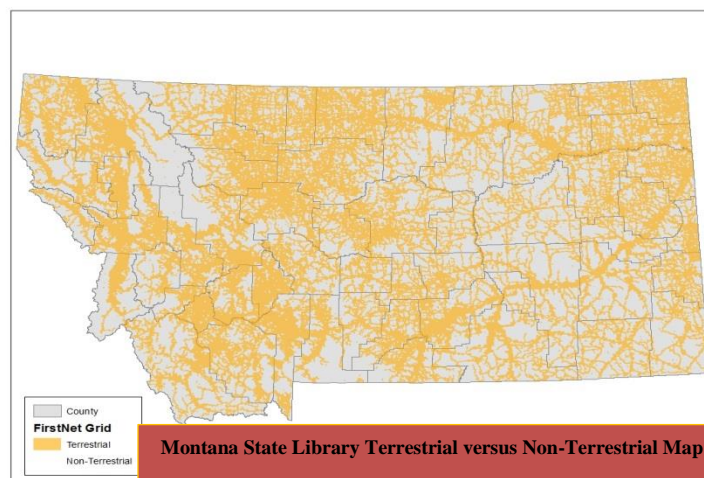 County
FirstNet Grid
Terrestrial
Non-Terrestrial
Montana State Library Terrestrial versus Non-Terrestrial Map